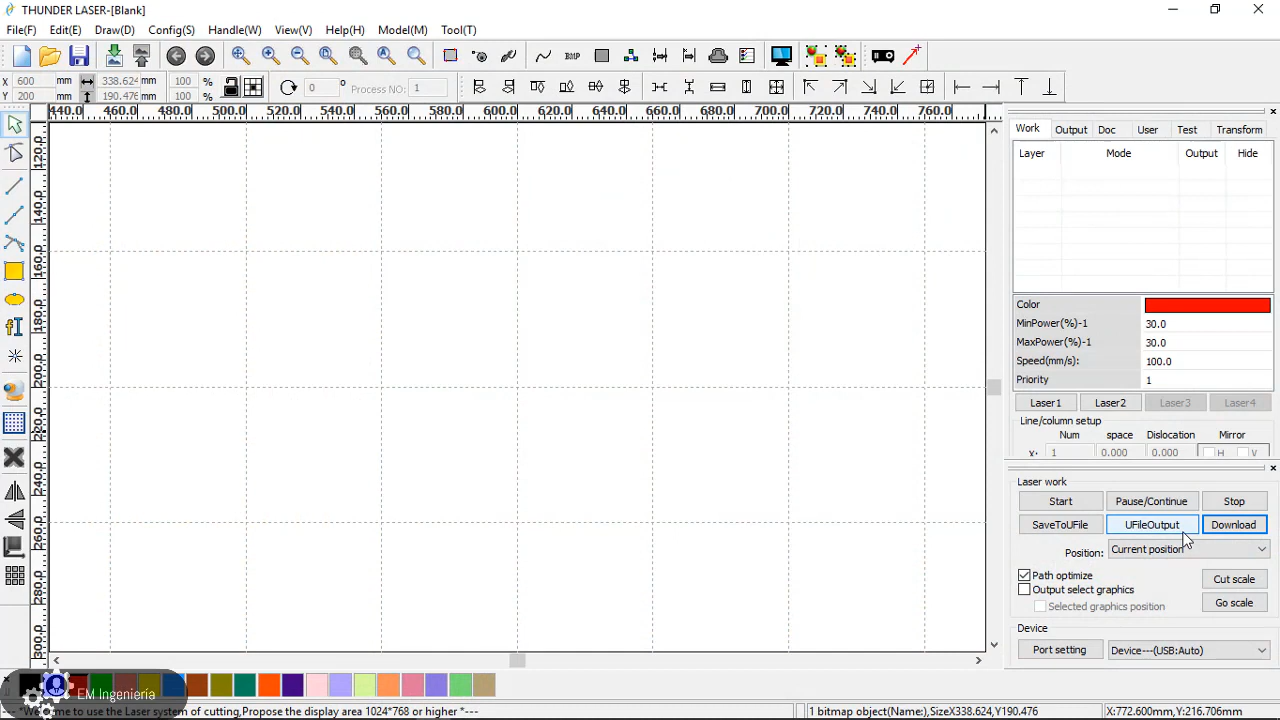 THUNDER LASER-[Blank]
File(F) Edit(E) Draw(D) Config(S) Handle(W) View(V) Help(H) Model(M) Tool(T)
BMP
X 600 mm 338.624 mm 100 %
Y 200 mm 190.476 mm 100 %
0 ° Process NO: 1
440.0 460.0 480.0 500.0 520.0 540.0 560.0 580.0 600.0 620.0 640.0 660.0 680.0 700.0 720.0 740.0 760.0
120.0
140.0
160.0
180.0
200.0
220.0
240.0
260.0
280.0
300.0
Work Output Doc User Test Transform
Layer Mode Output Hide
Color
MinPower(%)-1 30.0
MaxPower(%)-1 30.0
Speed(mm/s): 100.0
Priority 1
Laser1 Laser2 Laser3 Laser4
Line/column setup
Num space Dislocation Mirror
X: 1 0.000 0.000 H V
Laser work
Start Pause/Continue Stop
SaveToUFile UFileOutput Download
Position: Current position
Path optimize
Output select graphics
Selected graphics position
Cut scale
Go scale
Device
Port setting Device---(USB:Auto)
EM Ingeniería
to use the Laser system of cutting,Propose the display area 1024*768 or higher *---
1 bitmap object(Name:),SizeX338.624,Y190.476
X:772.600mm,Y:216.706mm